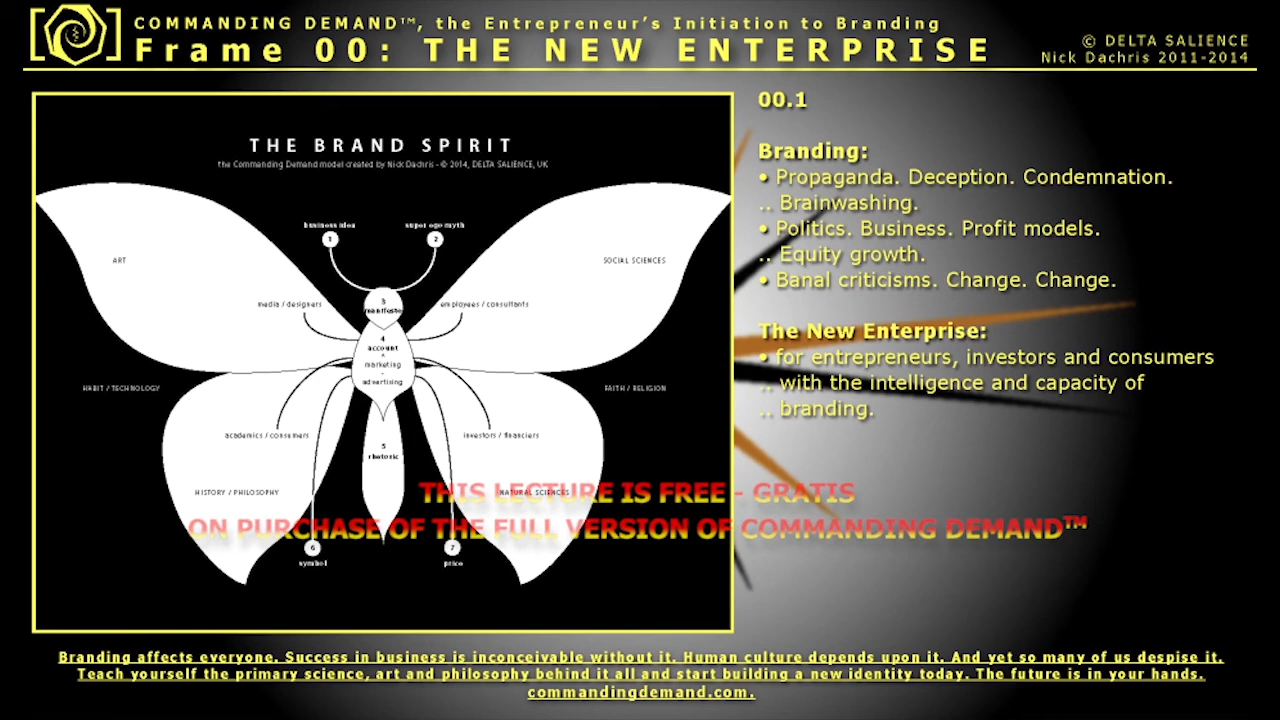 COMMANDING DEMAND™, the Entrepreneur's Initiation to Branding
Frame 00: THE NEW ENTERPRISE
© DELTA SALIENCE
Nick Dachris 2011-2014
THE BRAND SPIRIT
the Commanding Demand model created by Nick Dachris - © 2014, DELTA SALIENCE, UK
business idea
super ego myth
1
2
ART
SOCIAL SCIENCES
media / designers
3
manifesto
employees / consultants
4
account
^
marketing
-
advertising
HABIT / TECHNOLOGY
FAITH / RELIGION
academics / consumers
investors / financiers
5
rhetoric
HISTORY / PHILOSOPHY
NATURAL SCIENCES
6
symbol
7
price
00.1
Branding:
• Propaganda. Deception. Condemnation.
.. Brainwashing.
• Politics. Business. Profit models.
.. Equity growth.
• Banal criticisms. Change. Change.
The New Enterprise:
• for entrepreneurs, investors and consumers
.. with the intelligence and capacity of
.. branding.
THIS LECTURE IS FREE - GRATIS
ON PURCHASE OF THE FULL VERSION OF COMMANDING DEMAND™
Branding affects everyone. Success in business is inconceivable without it. Human culture depends upon it. And yet so many of us despise it.
Teach yourself the primary science, art and philosophy behind it all and start building a new identity today. The future is in your hands.
commandingdemand.com.